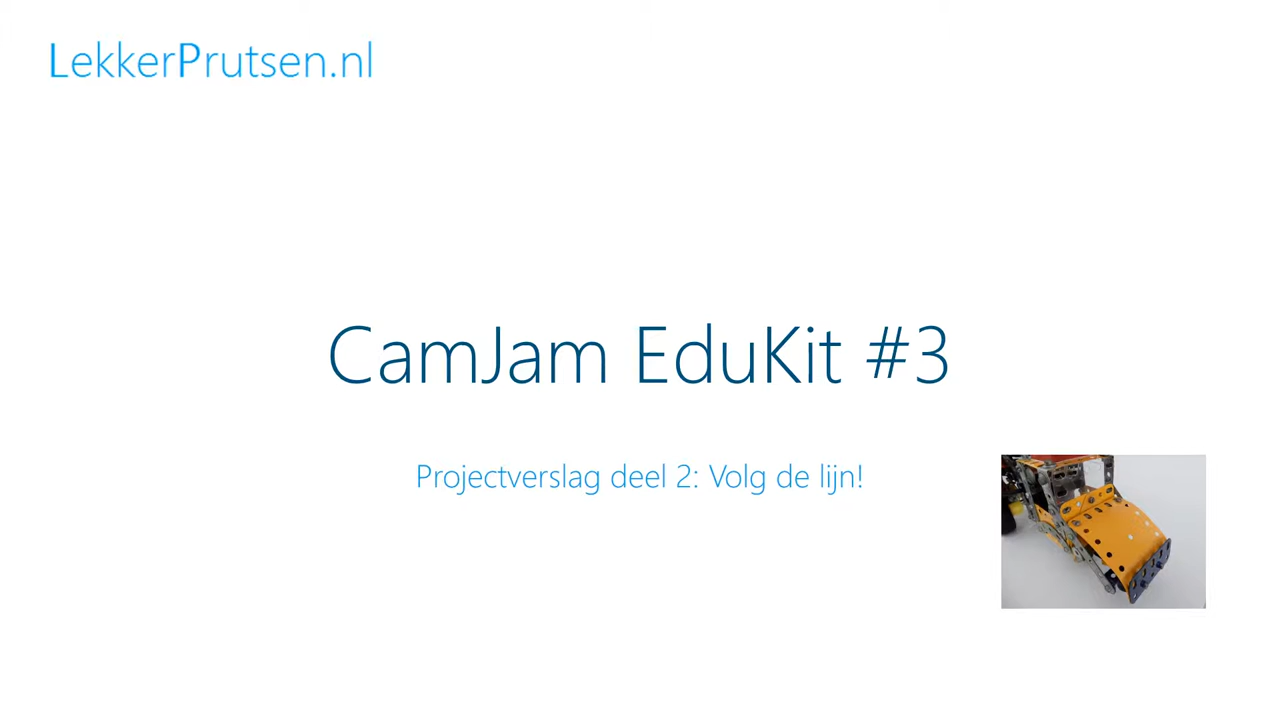 LekkerPrutsen.nl
CamJam EduKit #3
Projectverslag deel 2: Volg de lijn!